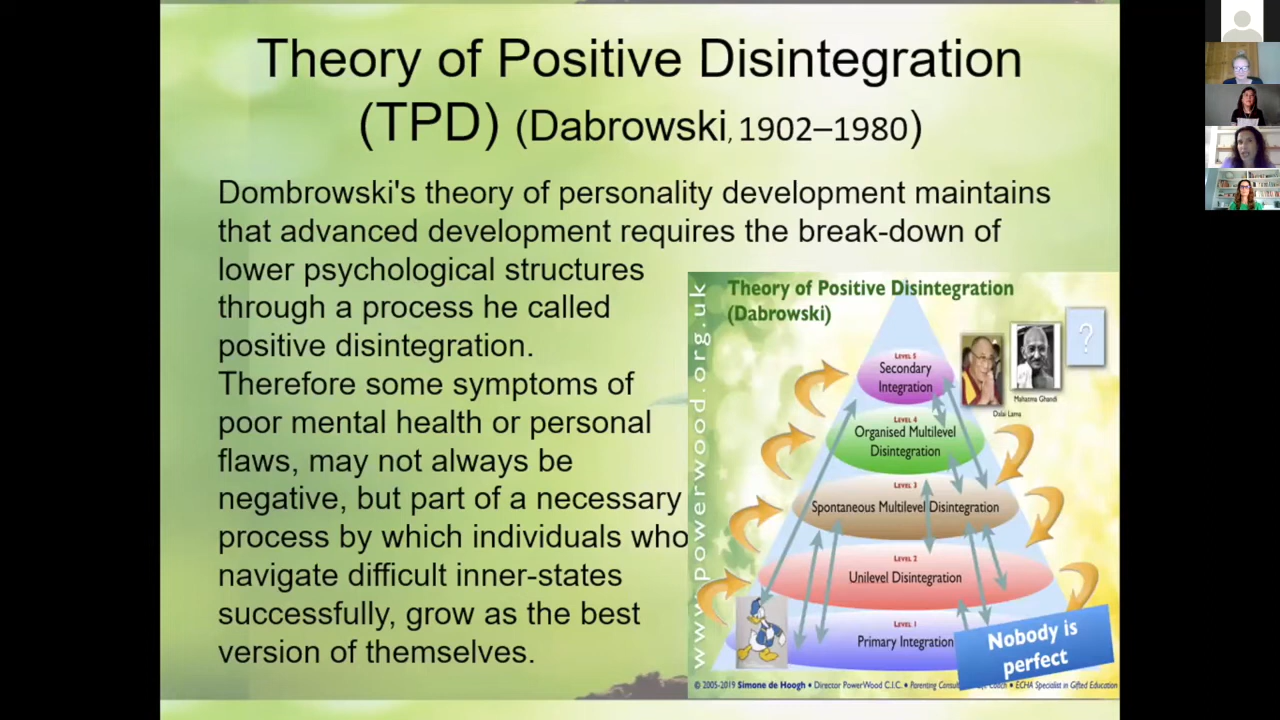 Theory of Positive Disintegration
(TPD) (Dabrowski, 1902–1980)
Dombrowski's theory of personality development maintains
that advanced development requires the break-down of
lower psychological structures
through a process he called
positive disintegration.
Therefore some symptoms of
poor mental health or personal
flaws, may not always be
negative, but part of a necessary
process by which individuals who
navigate difficult inner-states
successfully, grow as the best
version of themselves.
www.powerwood.org.uk
Theory of Positive Disintegration
(Dabrowski)
?
Mahatma Ghandi
Dalai Lama
LEVEL 5
Secondary
Integration
LEVEL 4
Organised Multilevel
Disintegration
LEVEL 3
Spontaneous Multilevel Disintegration
LEVEL 2
Unilevel Disintegration
LEVEL 1
Primary Integration
Nobody is
perfect
© 2005-2019 Simone de Hoogh • Director PowerWood C.I.C. • Parenting Coach • ECHA Specialist in Gifted Education